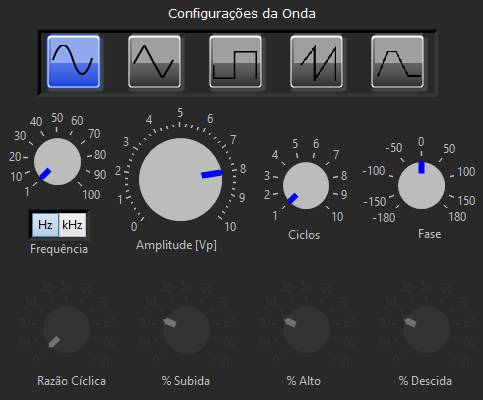 Configurações da Onda
1 10 20 30 40 50 60 70 80 90 100
Hz kHz
Frequência
0 1 2 3 4 5 6 7 8 9 10
Amplitude [Vp]
1 2 3 4 5 6 7 8 9 10
Ciclos
-180 -150 -100 -50 0 50 100 150 180
Fase
0 10 20 30 40 50 60 70 80 90 100
Razão Cíclica
0 10 20 30 40 50 60 70 80 90 100
% Subida
0 10 20 30 40 50 60 70 80 90 100
% Alto
0 10 20 30 40 50 60 70 80 90 100
% Descida